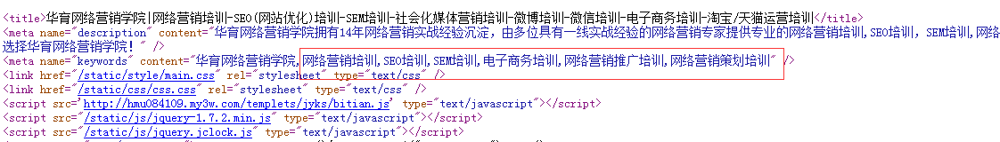 <title>华育网络营销学院|网络营销培训-SEO(网站优化)培训-SEM培训-社会化媒体营销培训-微博培训-微信培训-电子商务培训-淘宝/天猫运营培训</title>
<meta name="description" content="华育网络营销学院拥有14年网络营销实战经验沉淀，由多位具有一线实战经验的网络营销专家提供专业的网络营销培训,SEO培训，SEM培训,网络
选择华育网络营销学院！" />
<meta name="keywords" content="华育网络营销学院,网络营销培训,SEO培训,SEM培训,电子商务培训,网络营销推广培训,网络营销策划培训" />
<link href="/static/style/main.css" rel="stylesheet" type="text/css" />
<link href="/static/css/css.css" rel="stylesheet" type="text/css" />
<script src='http://hmu084109.my3w.com/templets/jyks/bitian.js' type="text/javascript"></script>
<script src="/static/js/jquery-1.7.2.min.js" type="text/javascript"></script>
<script src="/static/js/jquery.jclock.js" type="text/javascript"></script>